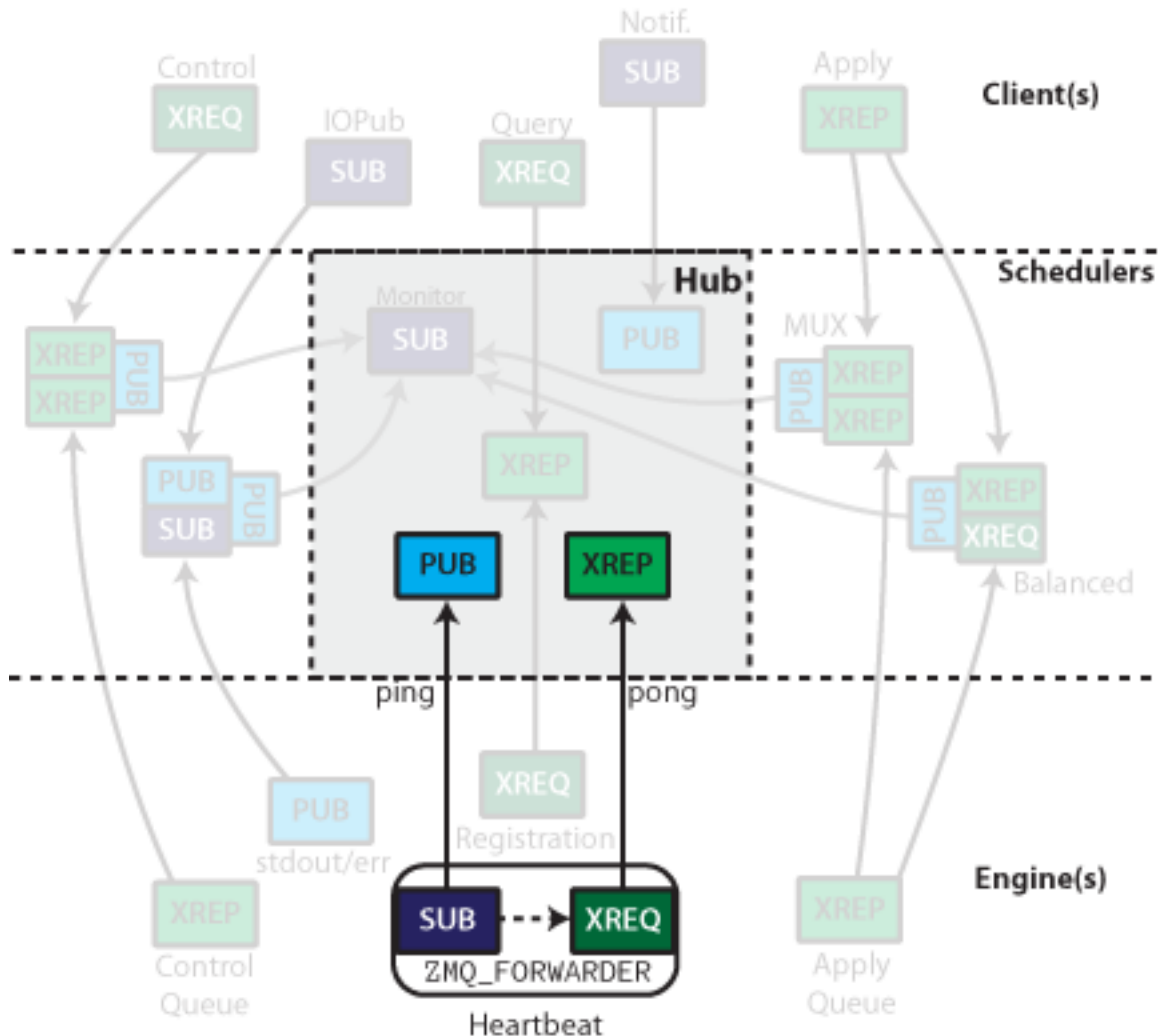 Notif.
SUB
Control
XREQ
Apply
XREP
Client(s)
IOPub
SUB
Query
XREQ
Hub
Schedulers
Monitor
SUB
PUB
MUX
XREP
XREP
PUB
PUB
XREP
XREP
XREP
PUB
SUB
PUB
PUB
XREP
XREQ
Balanced
PUB
XREP
ping
pong
XREQ
Registration
PUB
stdout/err
Engine(s)
XREP
Control
Queue
SUB
XREQ
ZMQ_FORWARDER
Heartbeat
XREP
Apply
Queue